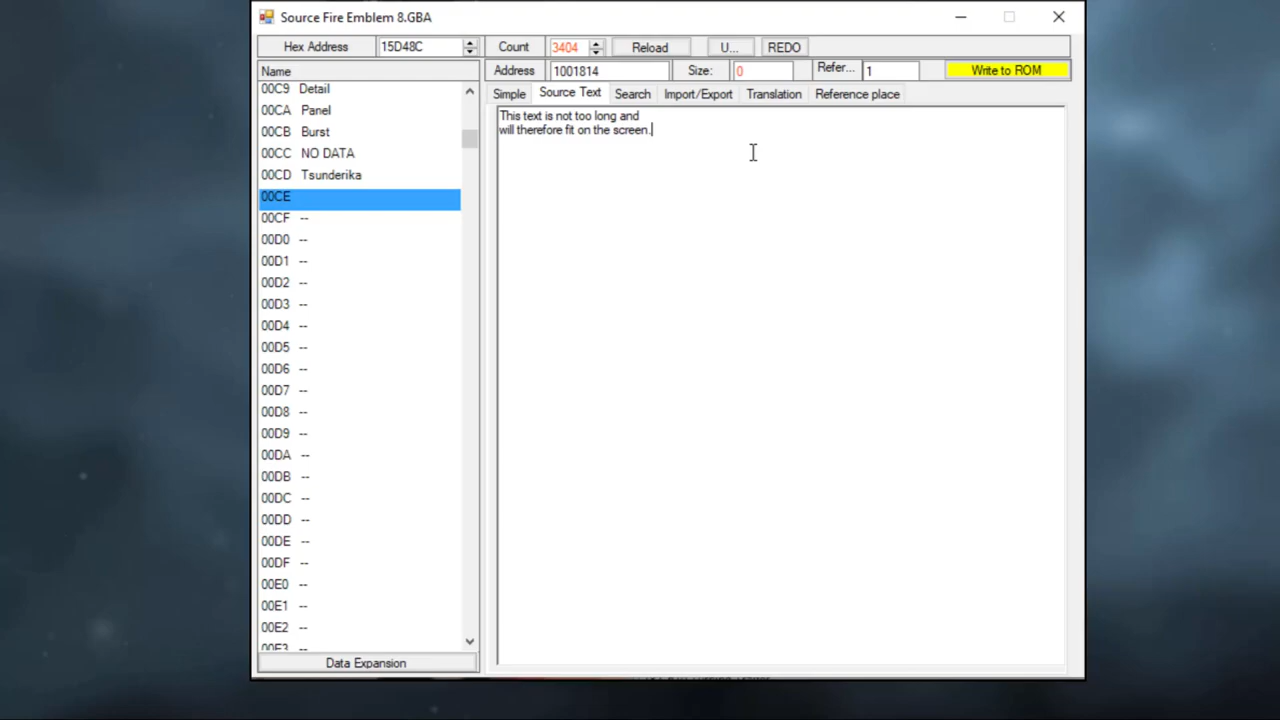 Source Fire Emblem 8.GBA
Hex Address 15D48C Count 3404 Reload U... REDO
Name
Address 1001814 Size: 0 Refer... 1 Write to ROM
Simple Source Text Search Import/Export Translation Reference place
This text is not too long and
will therefore fit on the screen.
00C9 Detail
00CA Panel
00CB Burst
00CC NO DATA
00CD Tsunderika
00CE
00CF --
00D0 --
00D1 --
00D2 --
00D3 --
00D4 --
00D5 --
00D6 --
00D7 --
00D8 --
00D9 --
00DA --
00DB --
00DC --
00DD --
00DE --
00DF --
00E0 --
00E1 --
00E2 --
00E3 --
Data Expansion